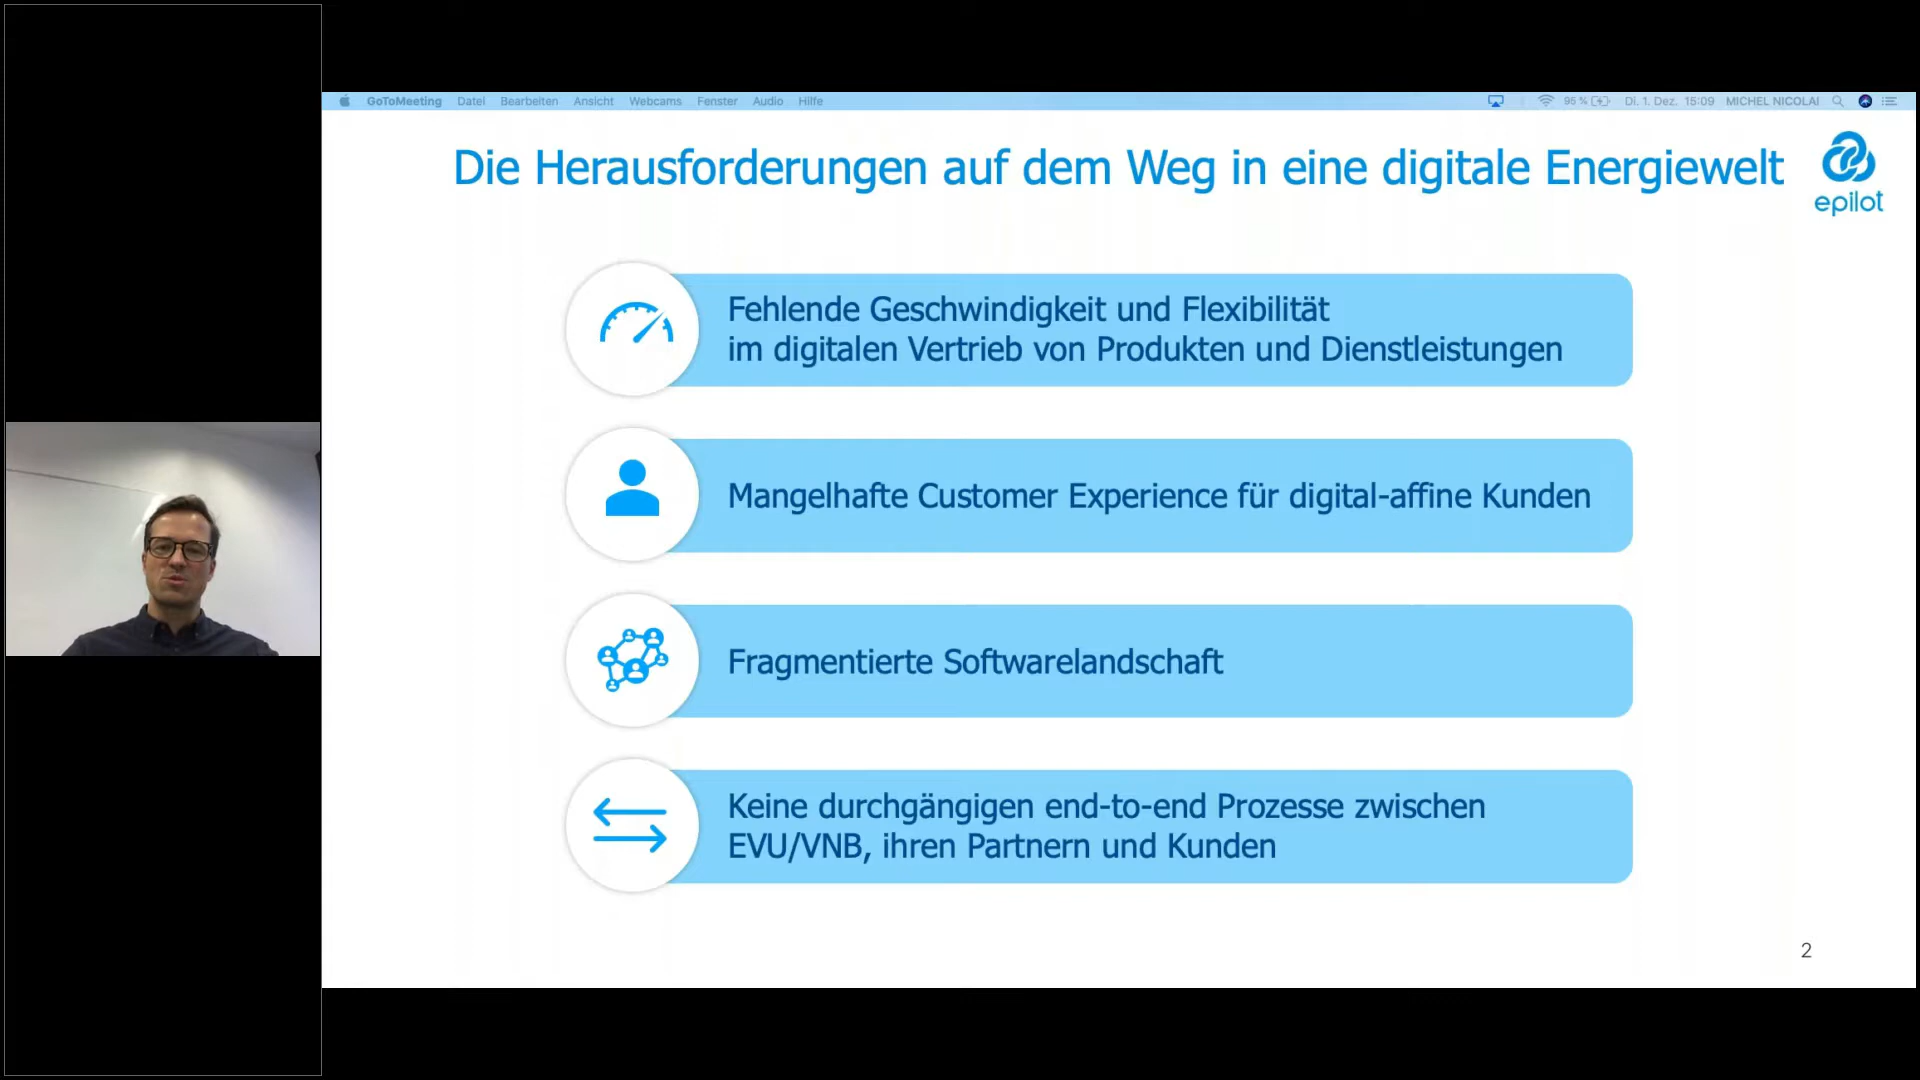 GoToMeeting Datei Bearbeiten Ansicht Webcams Fenster Audio Hilfe 95 % Di. 1. Dez. 15:09 MICHEL NICOLAI
Die Herausforderungen auf dem Weg in eine digitale Energiewelt
epilot
Fehlende Geschwindigkeit und Flexibilität
im digitalen Vertrieb von Produkten und Dienstleistungen
Mangelhafte Customer Experience für digital-affine Kunden
Fragmentierte Softwarelandschaft
Keine durchgängigen end-to-end Prozesse zwischen
EVU/VNB, ihren Partnern und Kunden
2